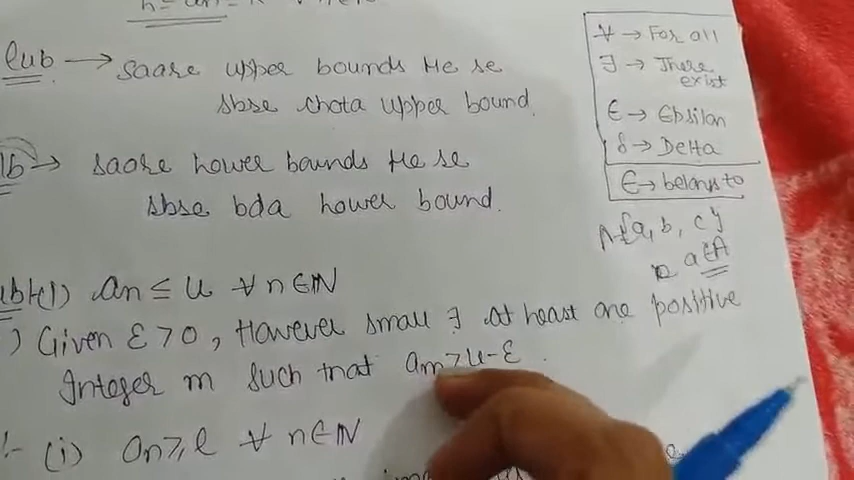 lub → saare upper bounds me se
sbse chota upper bound.
lb → saare lower bounds me se
sbse bda lower bound.
∀ → For all
∃ → There
exist
ϵ → Epsilon
δ → Delta
∈ → belongs to
A={a, b, c}
a ∈ A
(i) an ≤ u ∀ n ∈ N
) Given ε > 0, However small ∃ at least one positive
Integer m such that am > u-ε.
:- (i) an ≥ l ∀ n ∈ N